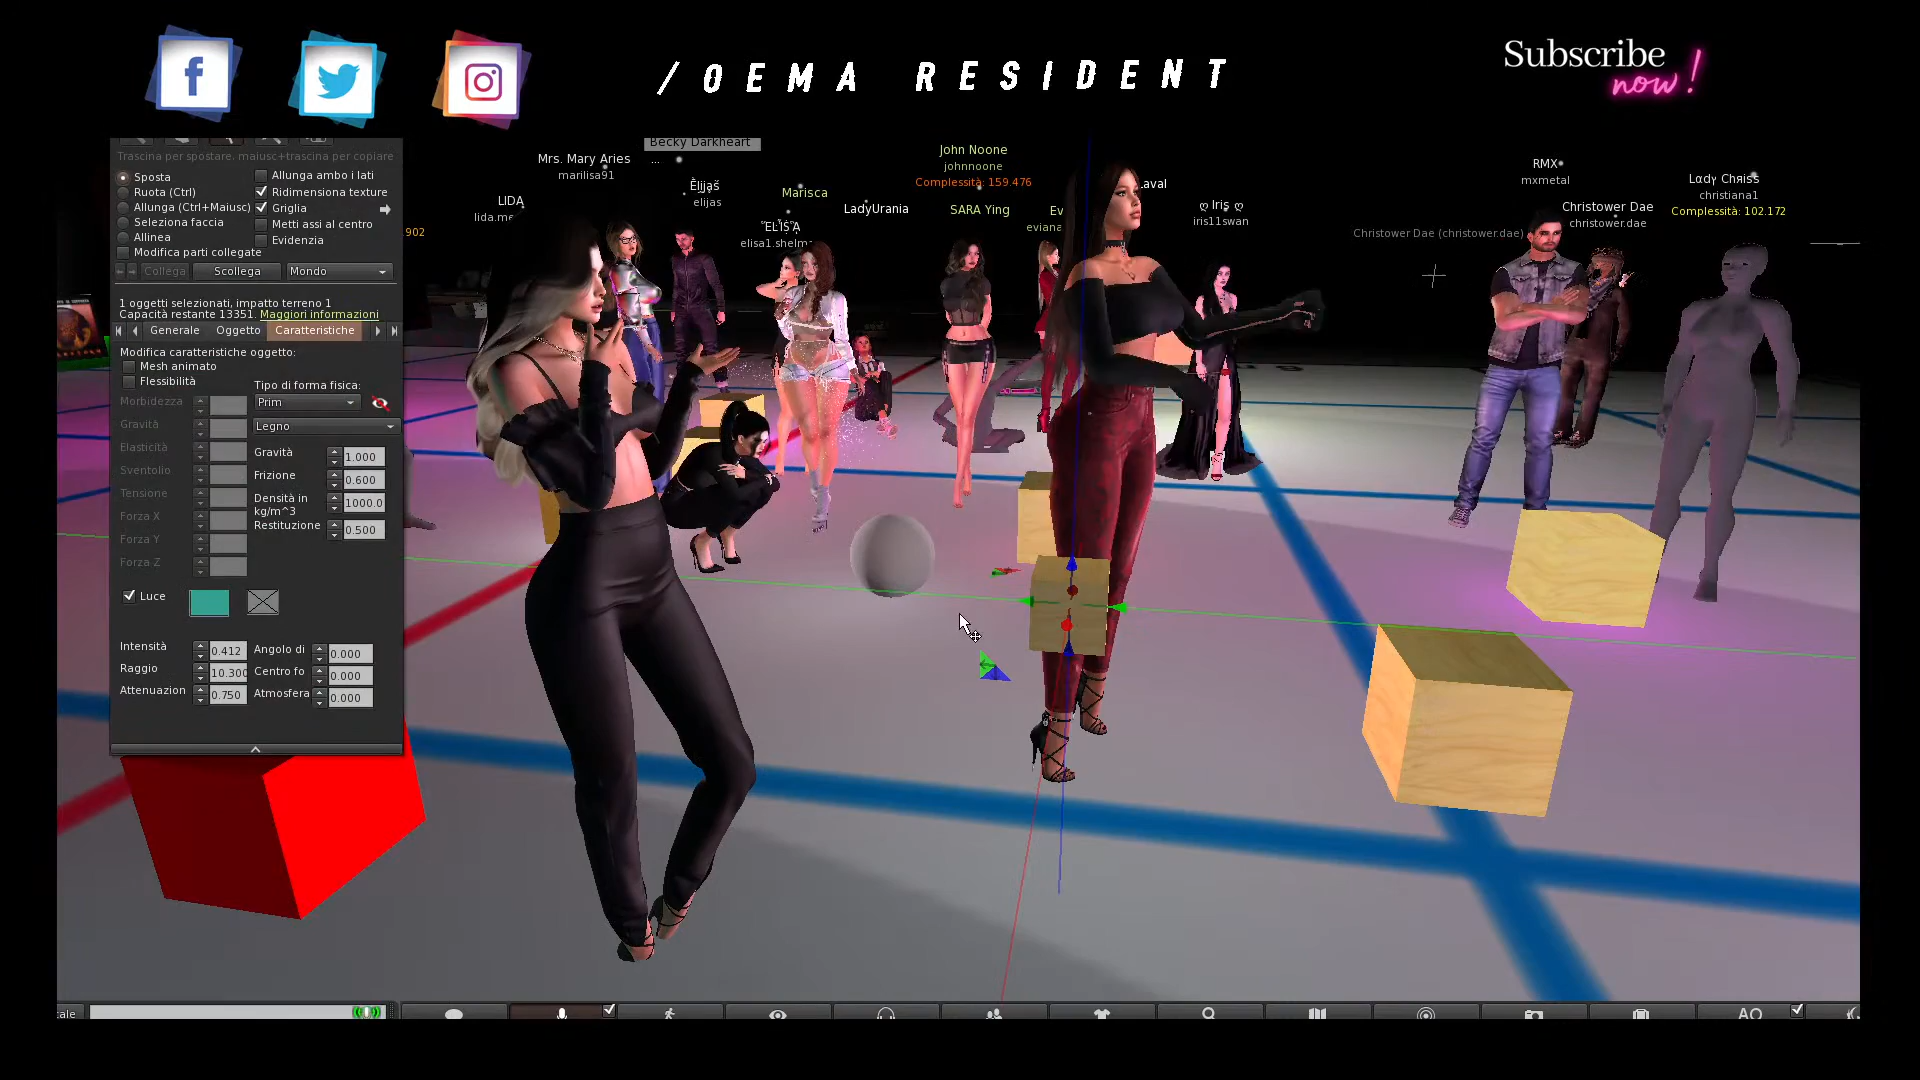 /OEMA RESIDENT
Subscribe
now!
Becky Darkheart
...
Mrs. Mary Aries
marilisa91
LIDA
Marisca
LadyUrania
elijas
John Noone
johnnoone
Complessità: 159.476
SARA Ying
ღ Iriş ღ
iris11swan
RMX
mxmetal
christiana1
Complessità: 102.172
Christower Dae
christower.dae
Christower Dae (christower.dae)
902
Trascina per spostare, maiusc+trascina per copiare
Sposta
Allunga ambo i lati
Ruota (Ctrl)
Ridimensiona texture
Allunga (Ctrl+Maiusc)
Griglia
Seleziona faccia
Metti assi al centro
Allinea
Evidenzia
Modifica parti collegate
Collega
Scollega
Mondo
1 oggetti selezionati, impatto terreno 1
Capacità restante 13351. Maggiori informazioni
Generale
Oggetto
Caratteristiche
Modifica caratteristiche oggetto:
Mesh animato
Flessibilità
Tipo di forma fisica:
Morbidezza
Prim
Gravità
Legno
Elasticità
Gravità 1.000
Sventolio
Frizione 0.600
Tensione
Densità in
kg/m^3 1000.0
Forza X
Restituzione 0.500
Forza Y
Forza Z
Luce
Intensità 0.412
Angolo di 0.000
Raggio 10.300
Centro fo 0.000
Attenuazion 0.750
Atmosfera 0.000
AO